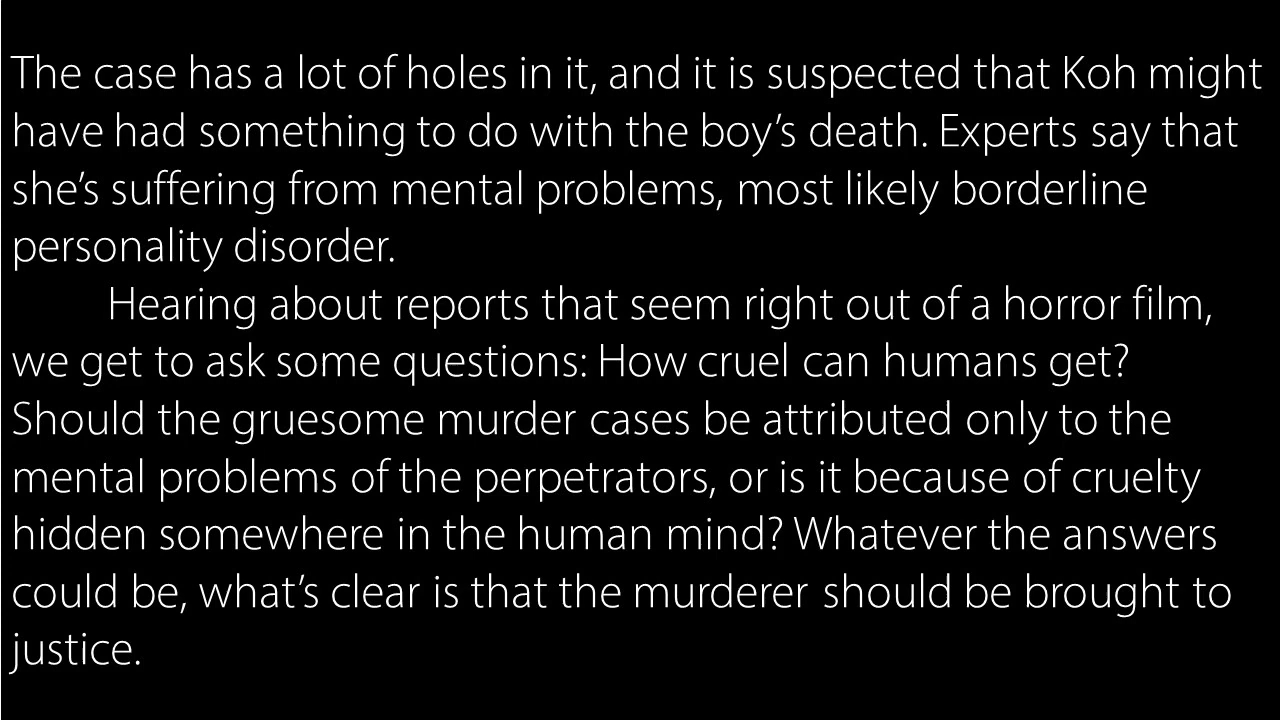 The case has a lot of holes in it, and it is suspected that Koh might
have had something to do with the boy’s death. Experts say that
she’s suffering from mental problems, most likely borderline
personality disorder.
Hearing about reports that seem right out of a horror film,
we get to ask some questions: How cruel can humans get?
Should the gruesome murder cases be attributed only to the
mental problems of the perpetrators, or is it because of cruelty
hidden somewhere in the human mind? Whatever the answers
could be, what’s clear is that the murderer should be brought to
justice.